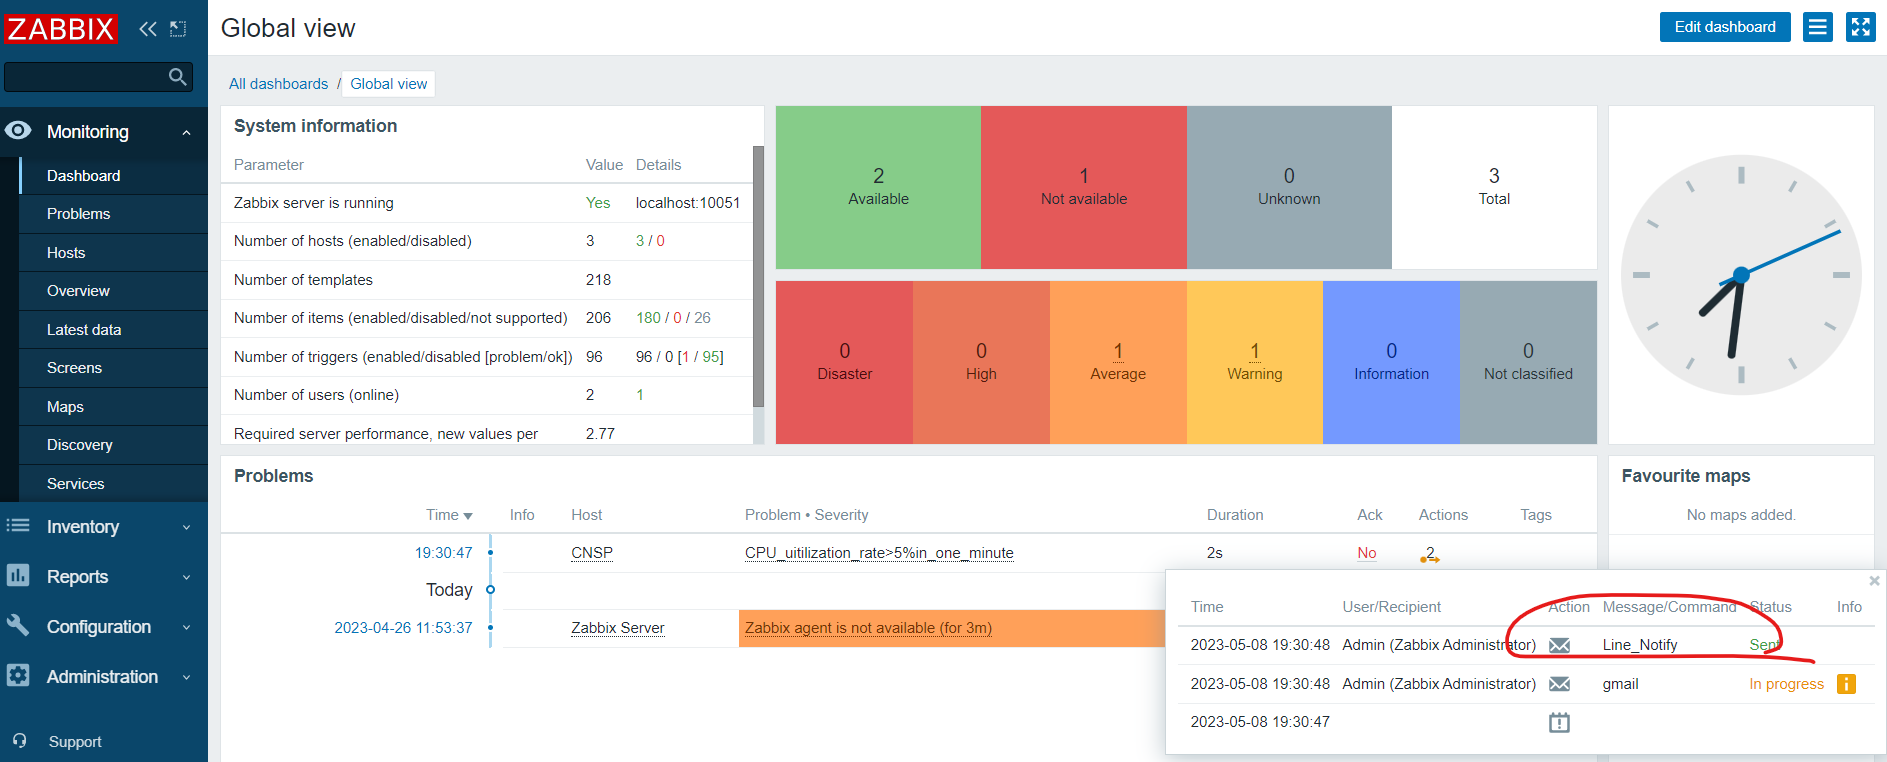 ZABBIX
Global view
Edit dashboard
All dashboards / Global view
Monitoring
Dashboard
Problems
Hosts
Overview
Latest data
Screens
Maps
Discovery
Services
Inventory
Reports
Configuration
Administration
Support
System information
Parameter Value Details
Zabbix server is running Yes localhost:10051
Number of hosts (enabled/disabled) 3 3 / 0
Number of templates 218
Number of items (enabled/disabled/not supported) 206 180 / 0 / 26
Number of triggers (enabled/disabled [problem/ok]) 96 96 / 0 [1 / 95]
Number of users (online) 2 1
Required server performance, new values per 2.77
2 Available
1 Not available
0 Unknown
3 Total
0 Disaster
0 High
1 Average
1 Warning
0 Information
0 Not classified
Problems
Time Info Host Problem • Severity Duration Ack Actions Tags
19:30:47 CNSP CPU_uitilization_rate>5%in_one_minute 2s No 2
Today
2023-04-26 11:53:37 Zabbix Server Zabbix agent is not available (for 3m)
Favourite maps
No maps added.
Time User/Recipient Action Message/Command Status Info
2023-05-08 19:30:48 Admin (Zabbix Administrator) Line_Notify Sent
2023-05-08 19:30:48 Admin (Zabbix Administrator) gmail In progress
2023-05-08 19:30:47